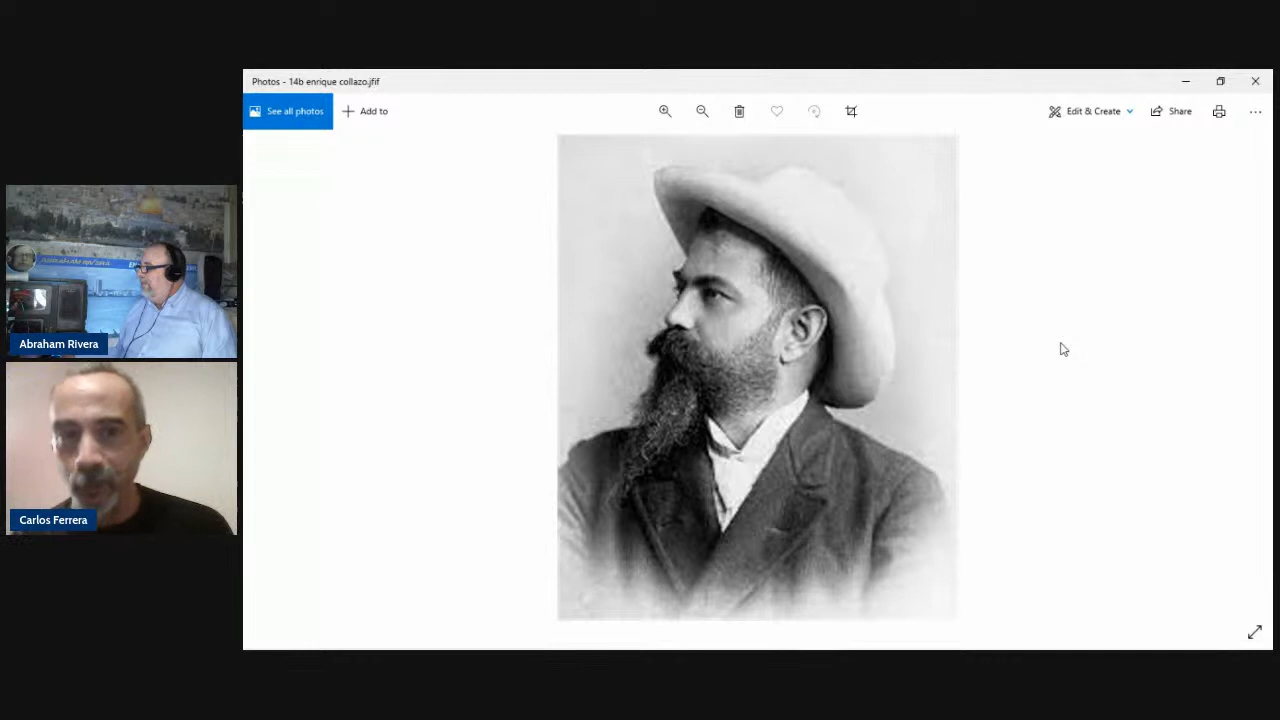 Photos - 14b enrique collazo.jfif
See all photos
Add to
Edit & Create
Share
Abraham Rivera
Carlos Ferrera